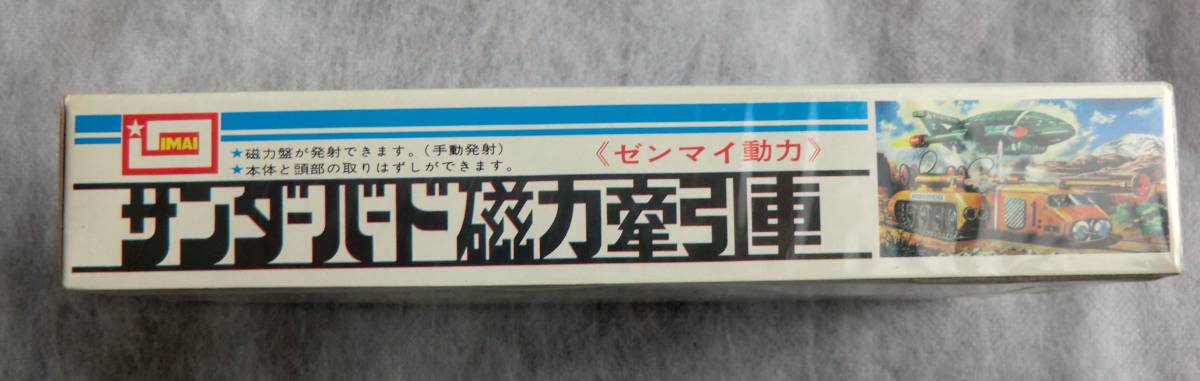 IMAI
★磁力盤が発射できます。(手動発射)
★本体と頭部の取りはずしができます。
《ゼンマイ動力》
サンダーバード磁力牽引車